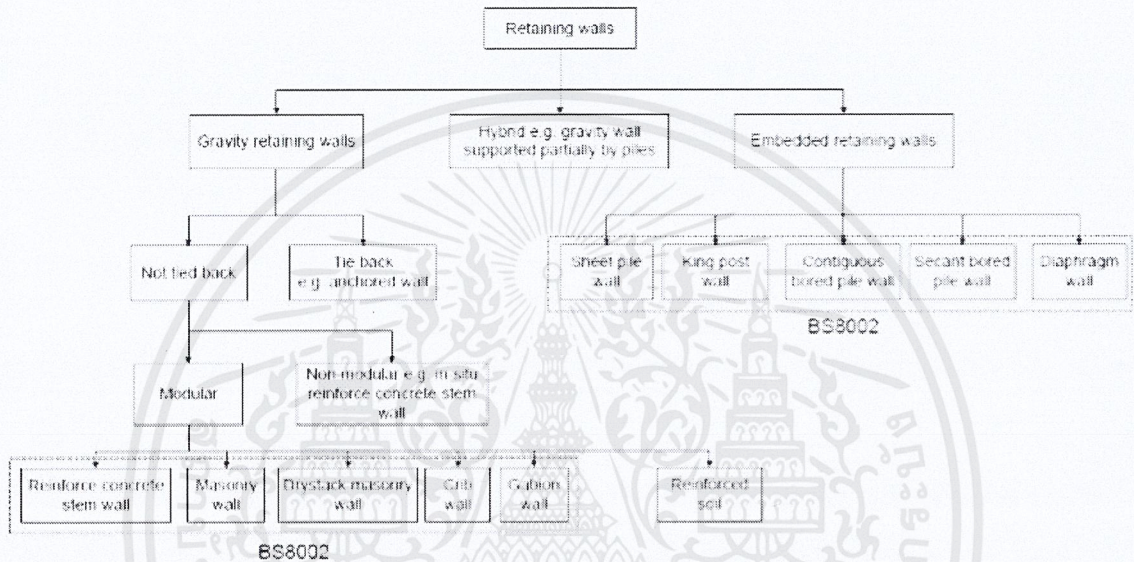 Retaining walls
Gravity retaining walls
Hybrid e.g. gravity wall
supported partially by piles
Embedded retaining walls
Not tied back
Tie back
e.g. anchored wall
Sheet pile
wall
King post
wall
Contiguous
bored pile wall
Secant bored
pile wall
Diaphragm
wall
BS8002
Modular
Non-modular e.g. in situ
reinforce concrete stem
wall
Reinforce concrete
stem wall
Masonry
wall
Drystack masonry
wall
Crib
wall
Gabion
wall
Reinforced
soil
BS8002